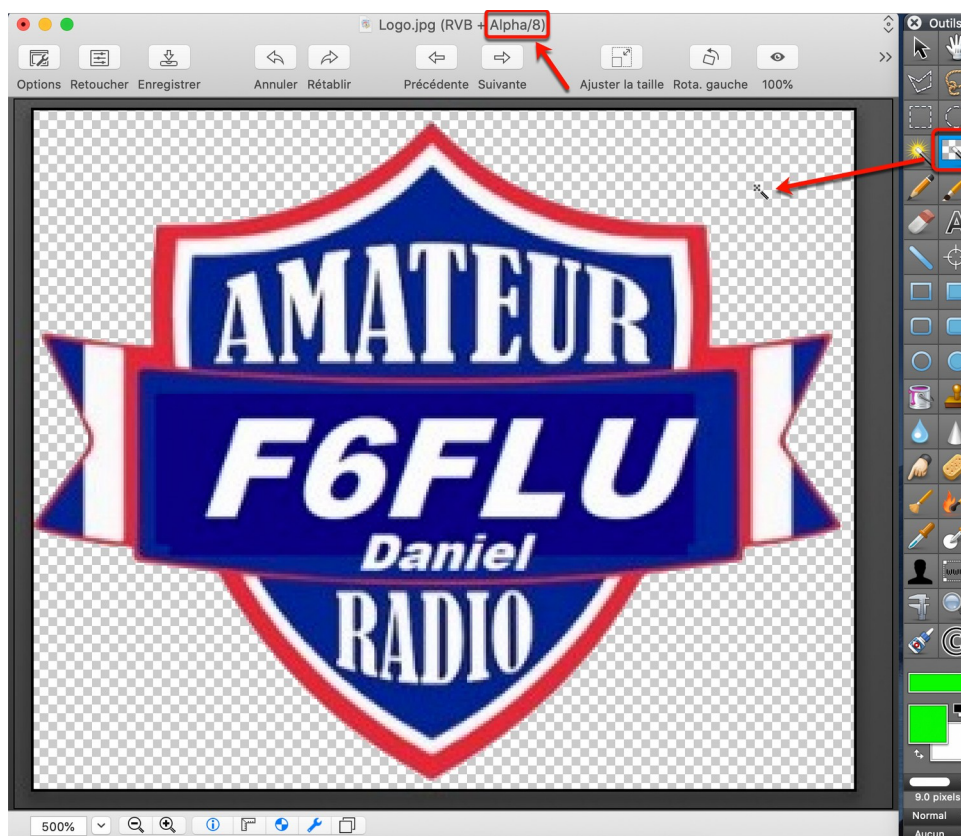 Logo.jpg (RVB + Alpha/8)
Outils
Options Retoucher Enregistrer Annuler Rétablir Précédente Suivante Ajuster la taille Rota. gauche 100%
AMATEUR
F6FLU
Daniel
RADIO
A
9.0 pixels
Normal
Aucun
500%